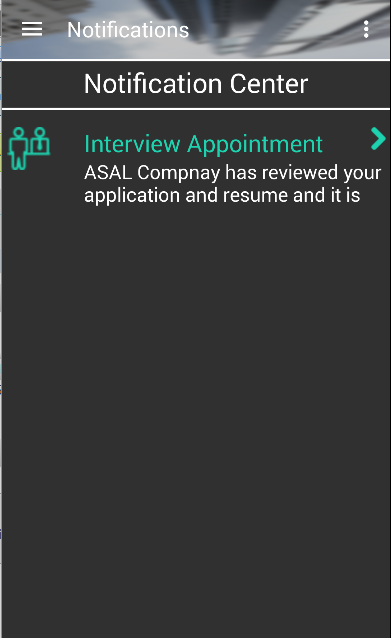 Notifications
Notification Center
Interview Appointment
ASAL Compnay has reviewed your
application and resume and it is